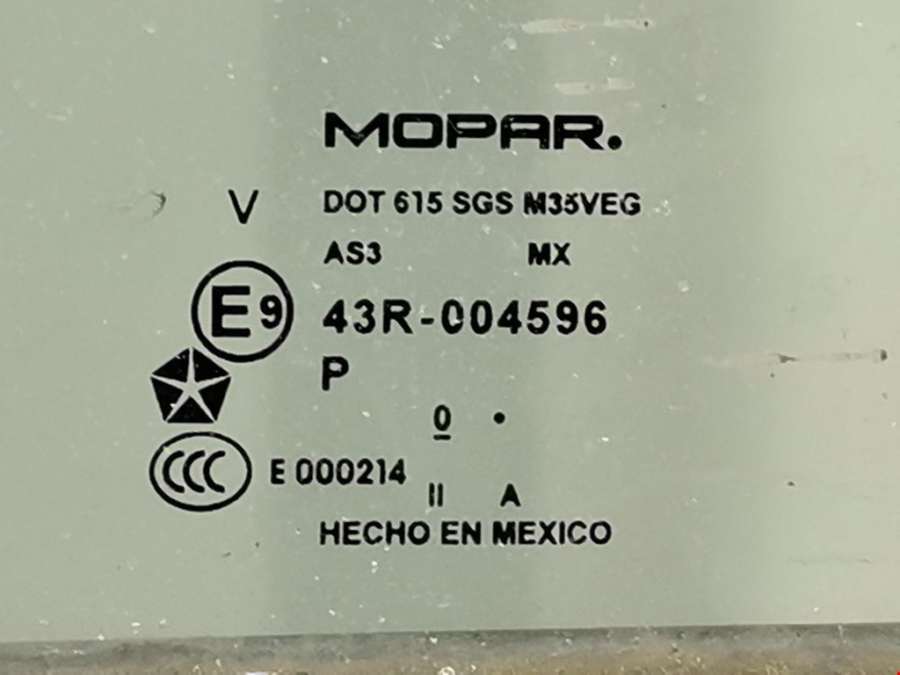 MOPAR.
V DOT 615 SGS M35VEG
AS3 MX
E9 43R-004596
P
0 •
CCC E 000214
II A
HECHO EN MEXICO